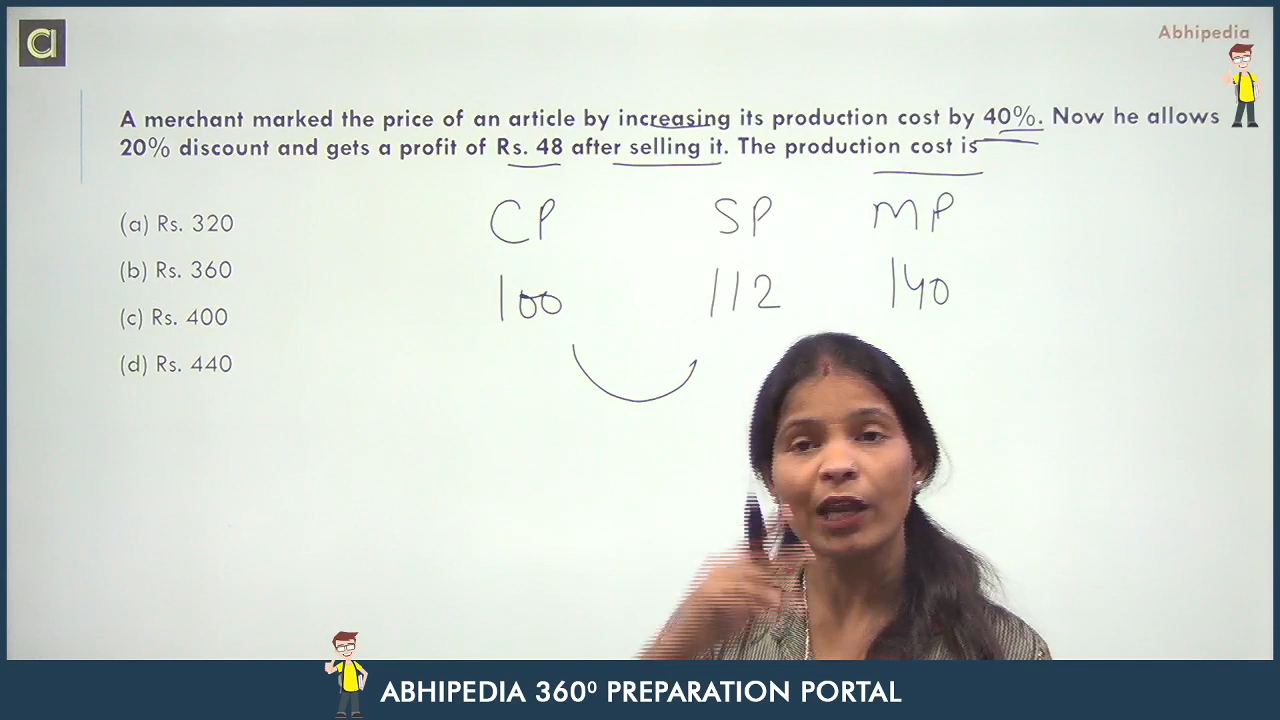 Abhipedia
A merchant marked the price of an article by increasing its production cost by 40%. Now he allows
20% discount and gets a profit of Rs. 48 after selling it. The production cost is
(a) Rs. 320
(b) Rs. 360
(c) Rs. 400
(d) Rs. 440
CP SP MP
100 112 140
ABHIPEDIA 360⁰ PREPARATION PORTAL